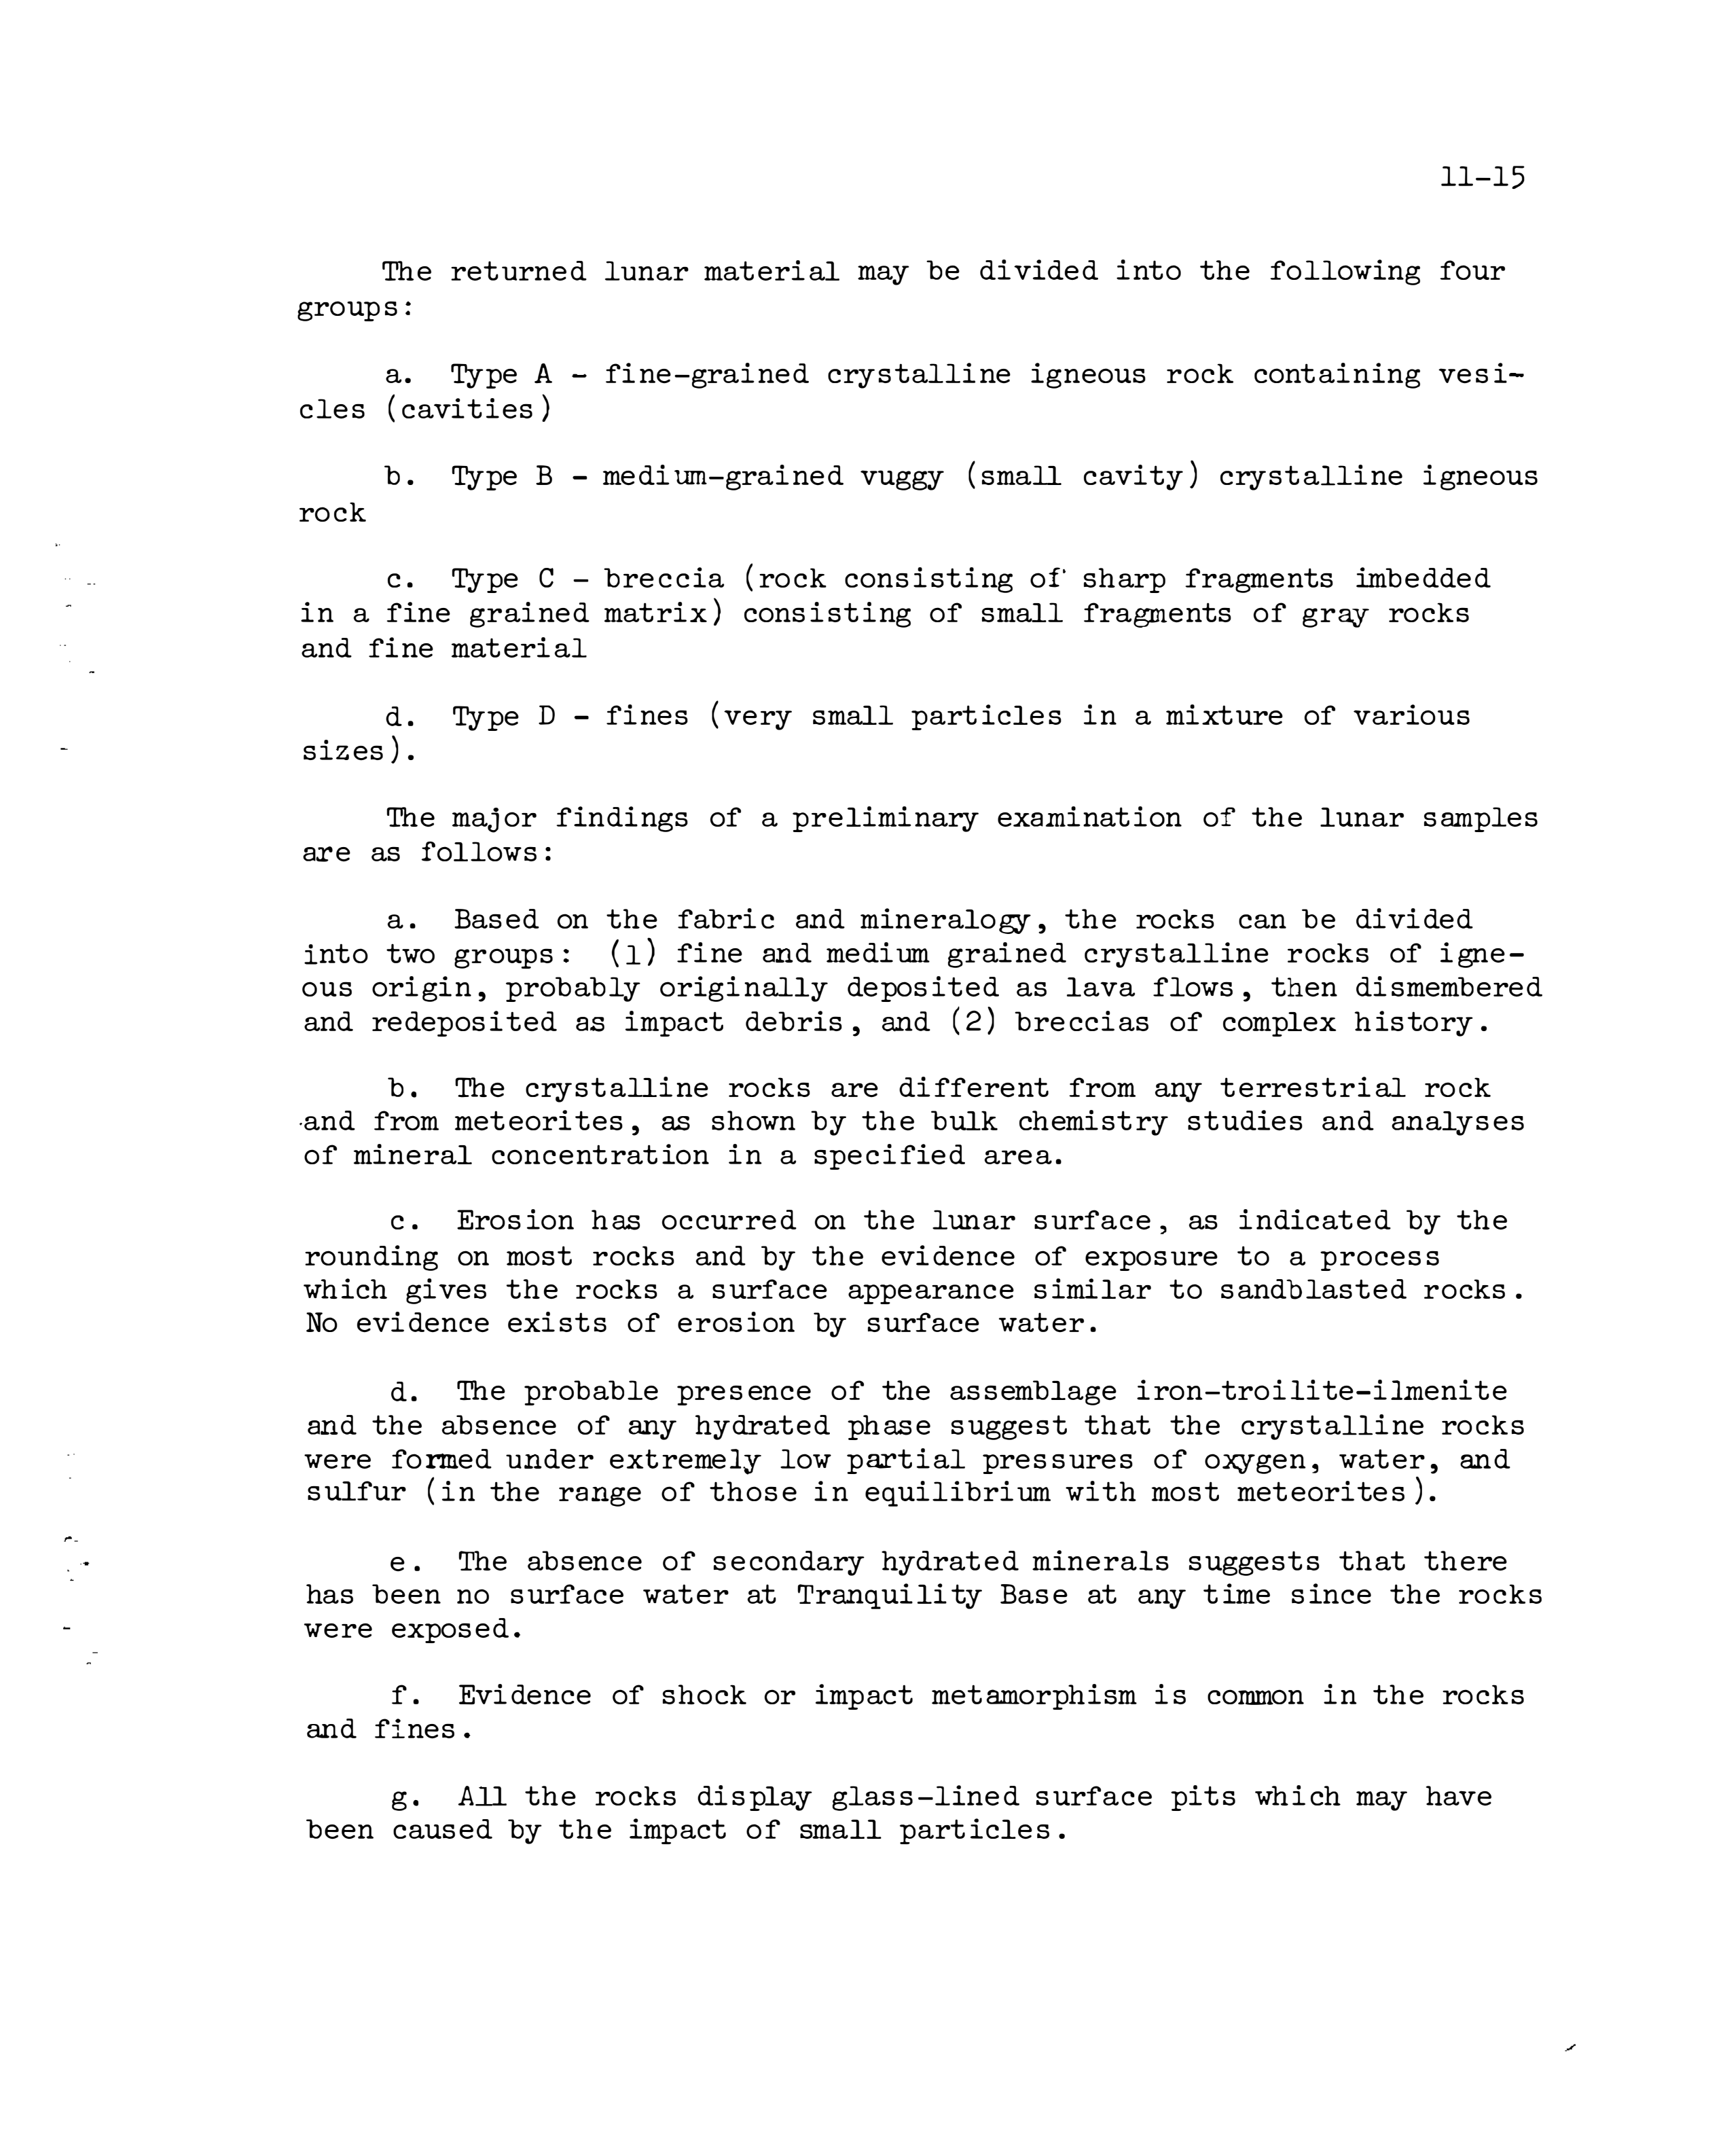 11-15
The returned lunar material may be divided into the following four
groups:
a. Type A - fine-grained crystalline igneous rock containing vesi-
cles (cavities)
b. Type B - medium-grained vuggy (small cavity) crystalline igneous
rock
c. Type C - breccia (rock consisting of sharp fragments imbedded
in a fine grained matrix) consisting of small fragments of gray rocks
and fine material
d. Type D - fines (very small particles in a mixture of various
sizes).
The major findings of a preliminary examination of the lunar samples
are as follows:
a. Based on the fabric and mineralogy, the rocks can be divided
into two groups: (1) fine and medium grained crystalline rocks of igne-
ous origin, probably originally deposited as lava flows, then dismembered
and redeposited as impact debris, and (2) breccias of complex history.
b. The crystalline rocks are different from any terrestrial rock
and from meteorites, as shown by the bulk chemistry studies and analyses
of mineral concentration in a specified area.
c. Erosion has occurred on the lunar surface, as indicated by the
rounding on most rocks and by the evidence of exposure to a process
which gives the rocks a surface appearance similar to sandblasted rocks.
No evidence exists of erosion by surface water.
d. The probable presence of the assemblage iron-troilite-ilmenite
and the absence of any hydrated phase suggest that the crystalline rocks
were formed under extremely low partial pressures of oxygen, water, and
sulfur (in the range of those in equilibrium with most meteorites).
e. The absence of secondary hydrated minerals suggests that there
has been no surface water at Tranquility Base at any time since the rocks
were exposed.
f. Evidence of shock or impact metamorphism is common in the rocks
and fines.
g. All the rocks display glass-lined surface pits which may have
been caused by the impact of small particles.